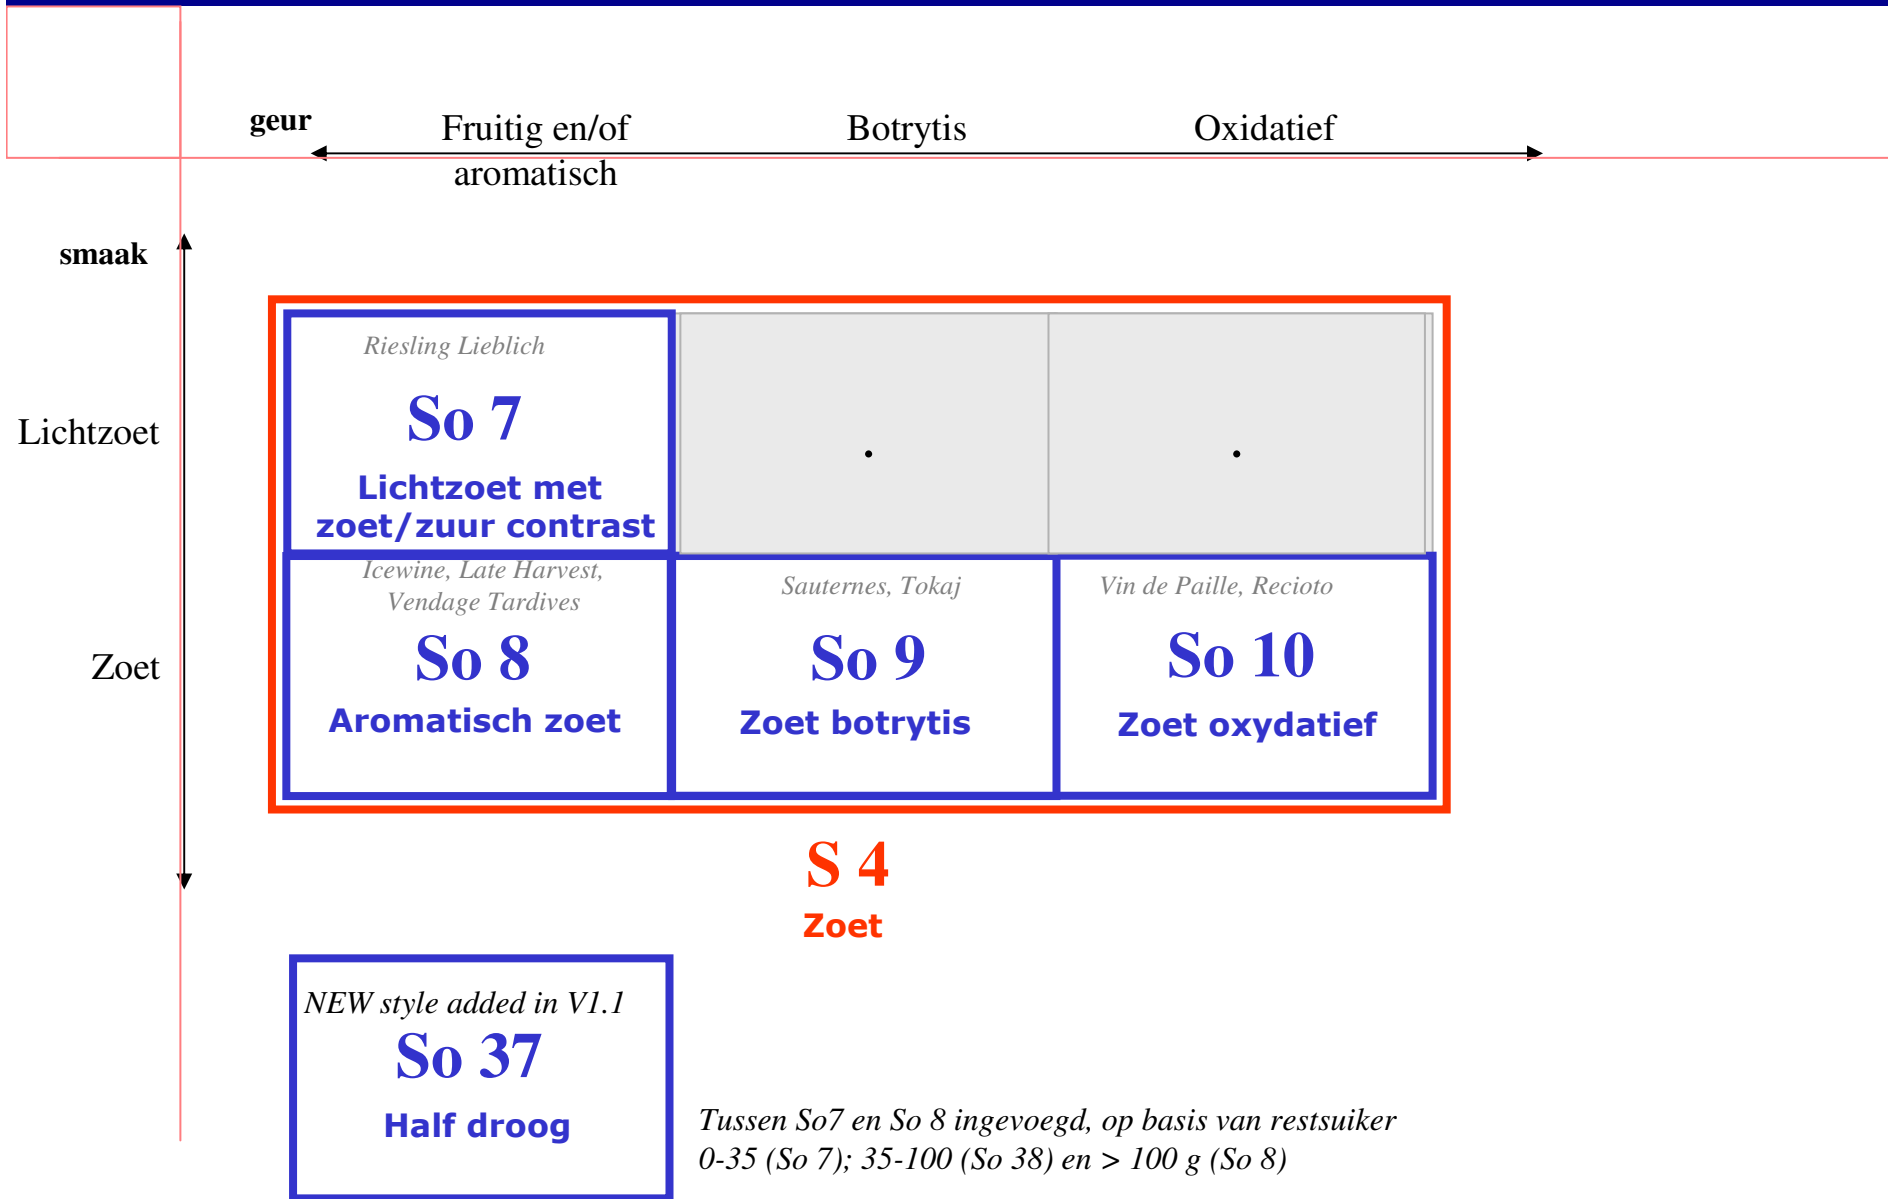 geur
Fruitig en/of
aromatisch
Botrytis
Oxidatief
smaak
Lichtzoet
Riesling Lieblich
So 7
Lichtzoet met
zoet/zuur contrast
.
.
Zoet
Icewine, Late Harvest,
Vendage Tardives
So 8
Aromatisch zoet
Sauternes, Tokaj
So 9
Zoet botrytis
Vin de Paille, Recioto
So 10
Zoet oxydatief
S 4
Zoet
NEW style added in V1.1
So 37
Half droog
Tussen So7 en So 8 ingevoegd, op basis van restsuiker
0-35 (So 7); 35-100 (So 38) en > 100 g (So 8)